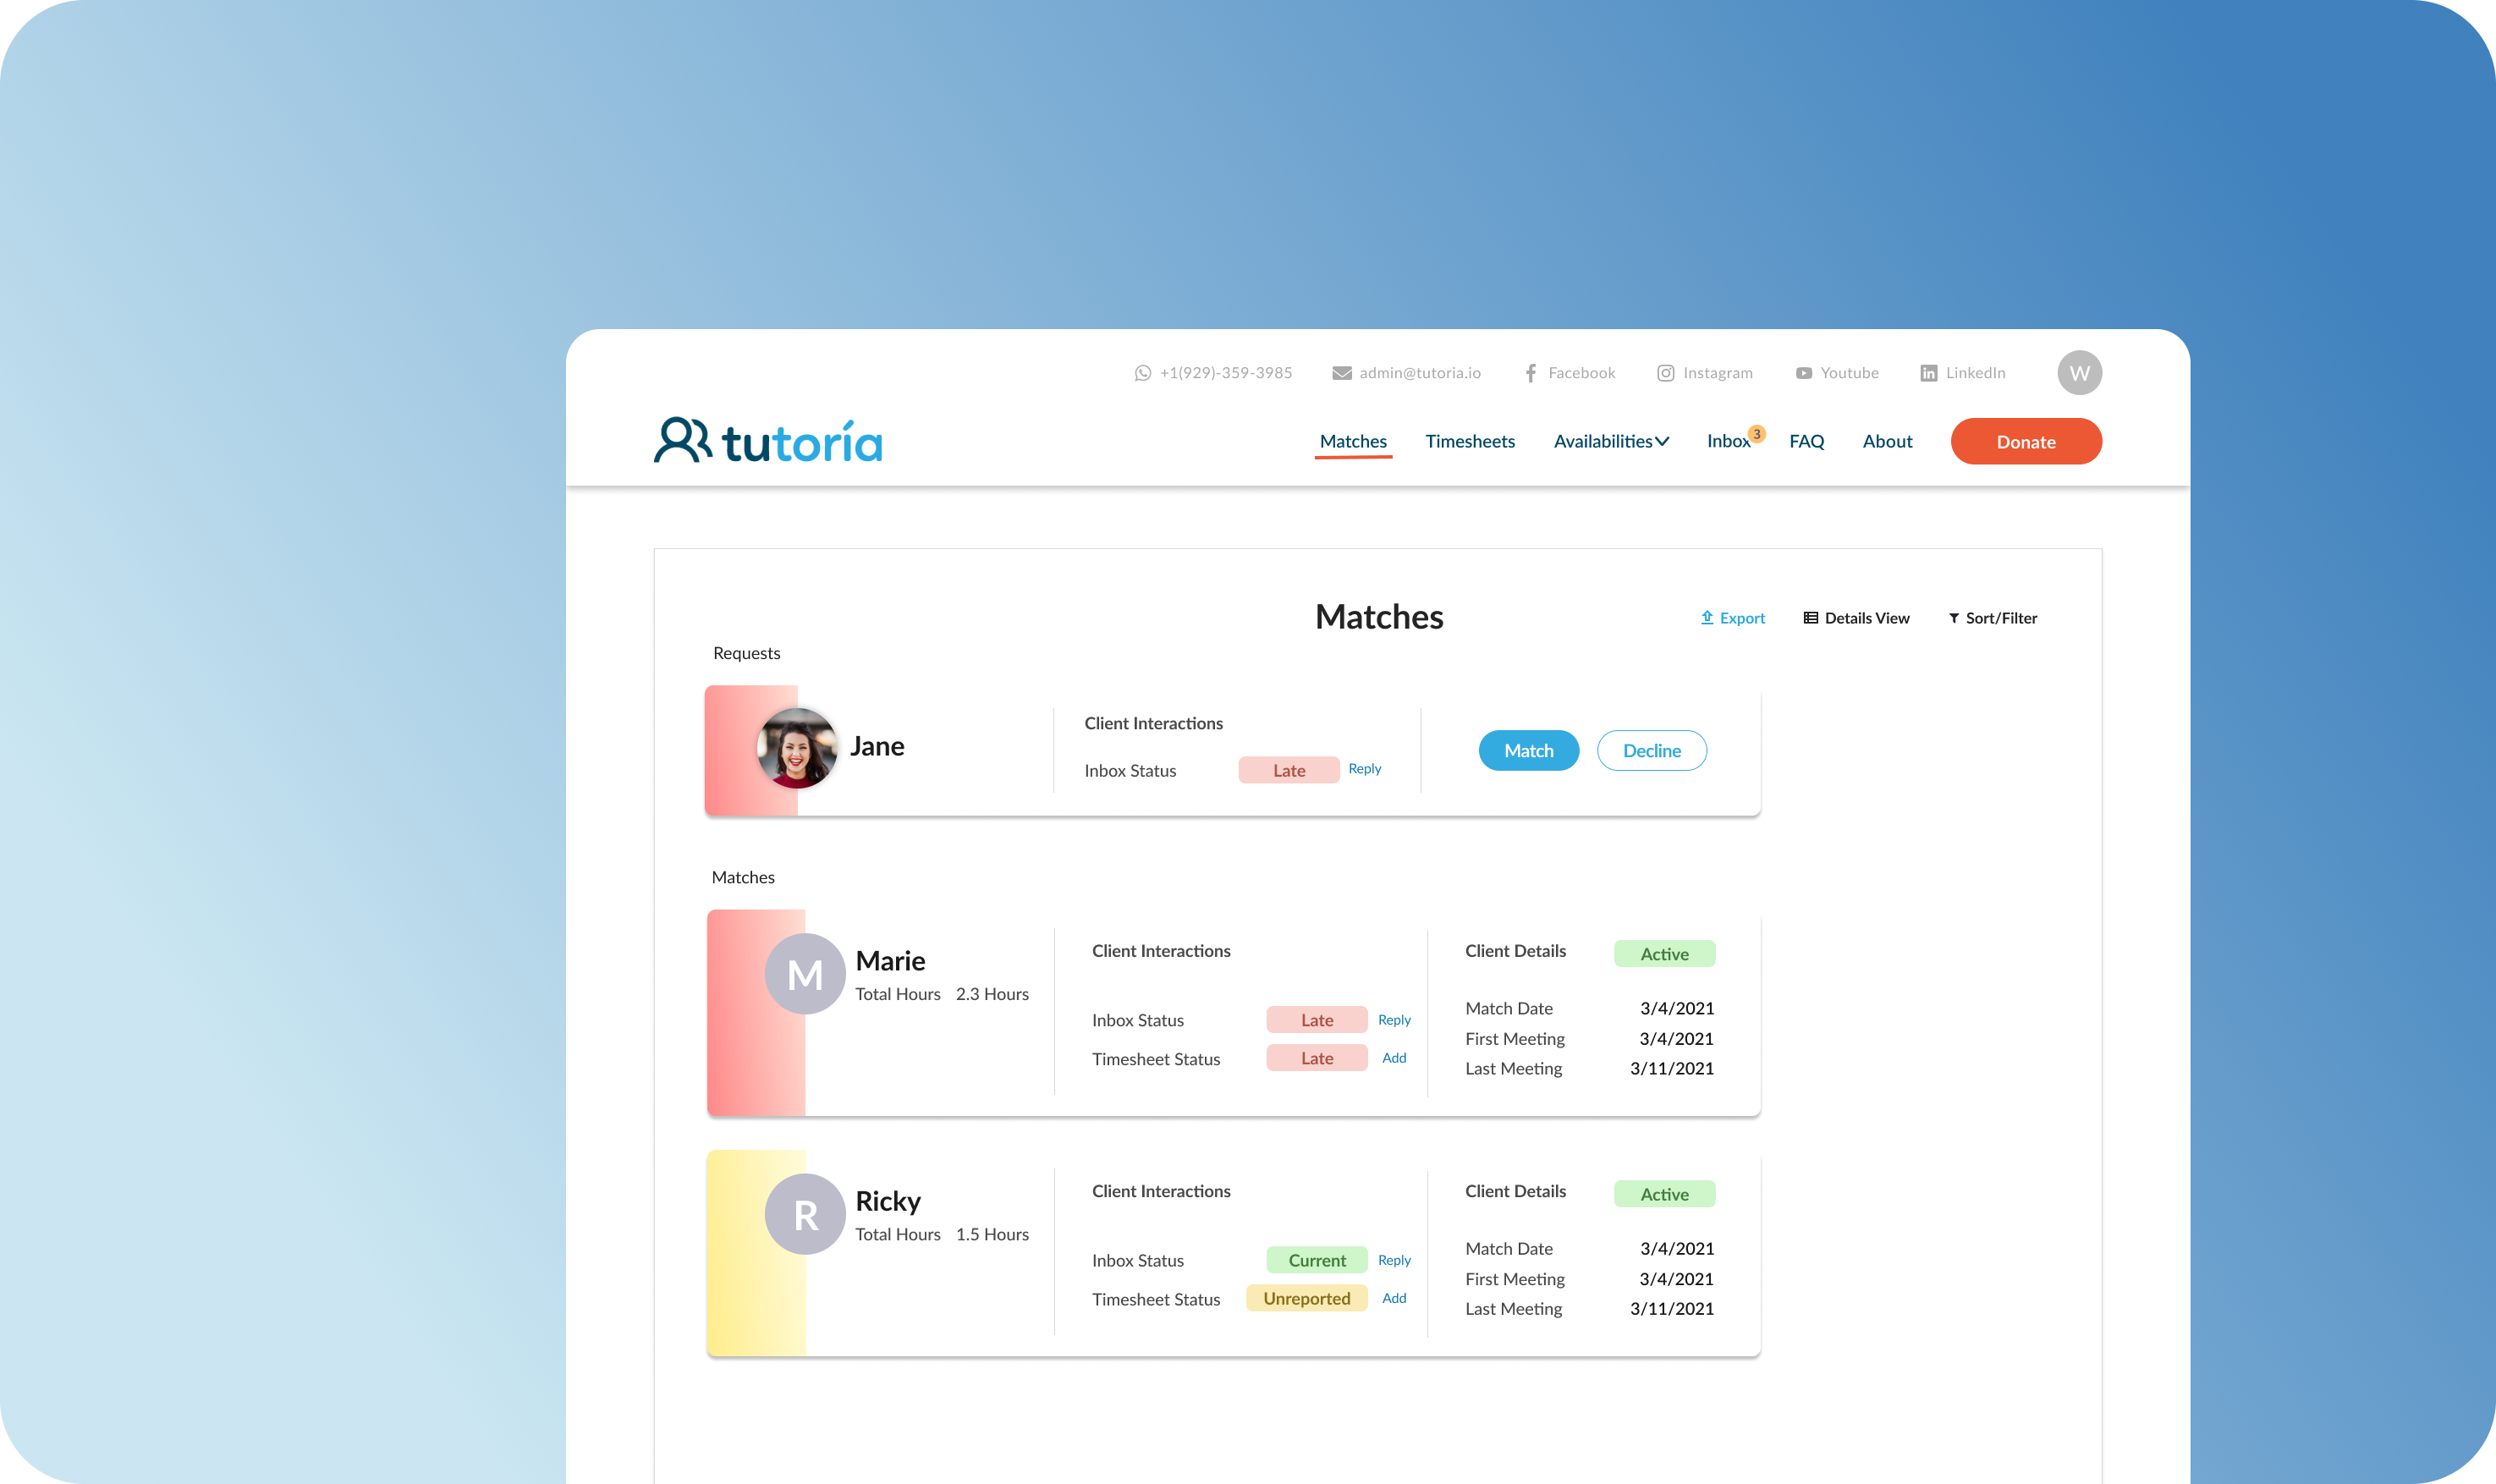 +1(929)-359-3985 admin@tutoria.io Facebook Instagram Youtube LinkedIn W
tutoría
Matches Timesheets Availabilities Inbox 3 FAQ About Donate
Matches
Export Details View Sort/Filter
Requests
Jane
Client Interactions
Inbox Status Late Reply
Match Decline
Matches
M
Marie
Total Hours 2.3 Hours
Client Interactions
Inbox Status Late Reply
Timesheet Status Late Add
Client Details Active
Match Date 3/4/2021
First Meeting 3/4/2021
Last Meeting 3/11/2021
R
Ricky
Total Hours 1.5 Hours
Client Interactions
Inbox Status Current Reply
Timesheet Status Unreported Add
Client Details Active
Match Date 3/4/2021
First Meeting 3/4/2021
Last Meeting 3/11/2021